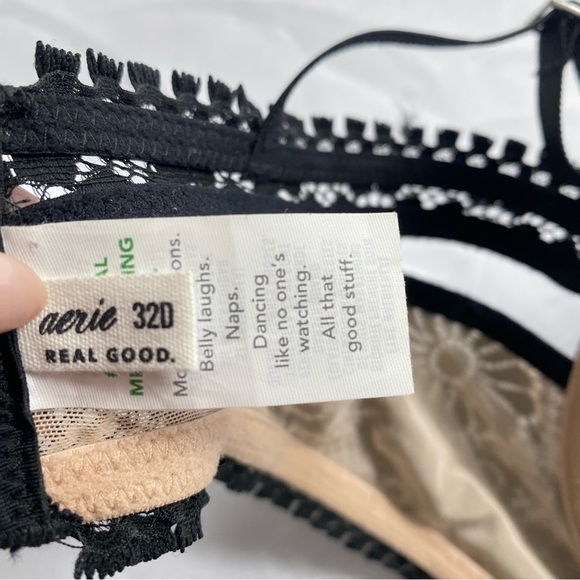 aerie 32D
REAL GOOD.
Belly laughs.
Naps.
Dancing
like no one's
watching.
All that
good stuff.